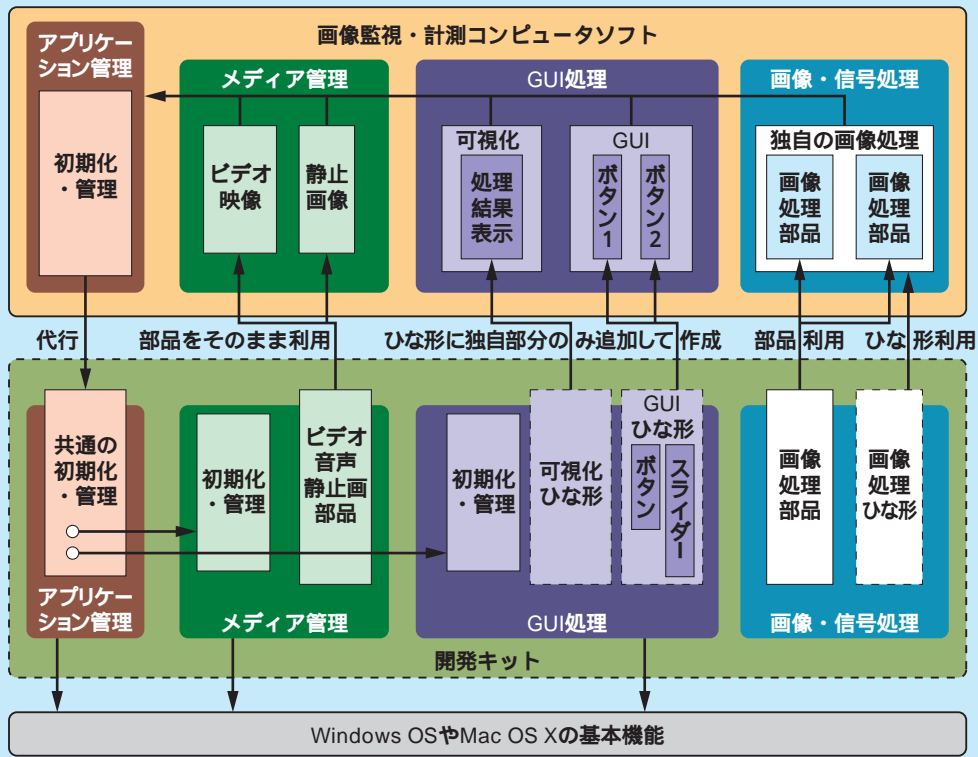 画像監視・計測コンピュータソフト
アプリケー
ション管理
初期化
・管理
メディア管理
ビデオ
映像
静止
画像
GUI処理
可視化
処理
結果
表示
GUI
ボタン1
ボタン2
画像・信号処理
独自の画像処理
画像
処理
部品
画像
処理
部品
代行
部品をそのまま利用
ひな形に独自部分のみ追加して作成
部品利用
ひな形利用
共通の
初期化
・管理
アプリケー
ション管理
初期化
・管理
ビデオ
音声
静止画
部品
メディア管理
初期化
・管理
可視化
ひな形
GUI
ひな形
ボタン
スライダー
GUI処理
画像
処理
部品
画像
処理
ひな形
画像・信号処理
開発キット
Windows OSやMac OS Xの基本機能